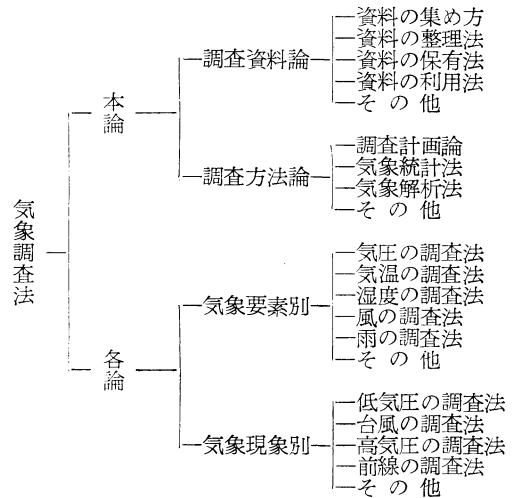 気象調査法
本論
調査資料論
資料の集め方
資料の整理法
資料の保有法
資料の利用法
その他
調査方法論
調査計画論
気象統計法
気象解析法
その他
各論
気象要素別
気圧の調査法
気温の調査法
湿度の調査法
風の調査法
雨の調査法
その他
気象現象別
低気圧の調査法
台風の調査法
高気圧の調査法
前線の調査法
その他